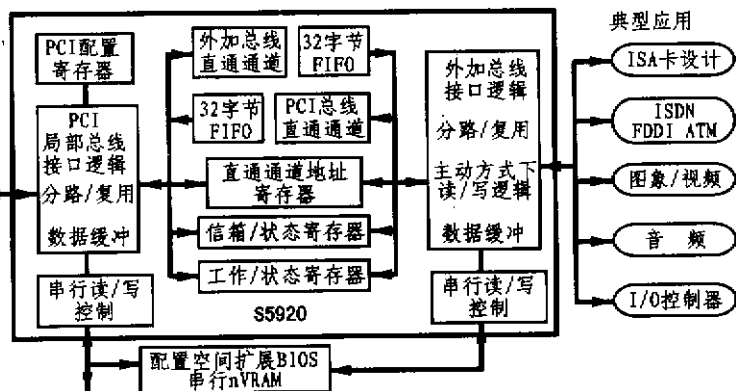 典型应用
PCI配置
寄存器
外加总线
直通通道
32字节
FIFO
32字节
FIFO
PCI总线
直通通道
PCI
局部总线
接口逻辑
分路/复用
数据缓冲
直通通道地址
寄存器
信箱/状态寄存器
工作/状态寄存器
外加总线
接口逻辑
分路/复用
主动方式下
读/写逻辑
数据缓冲
串行读/写
控制
S5920
串行读/写
控制
配置空间扩展BIOS
串行nVRAM
ISA卡设计
ISDN
FDDI ATM
图象/视频
音 频
I/O控制器